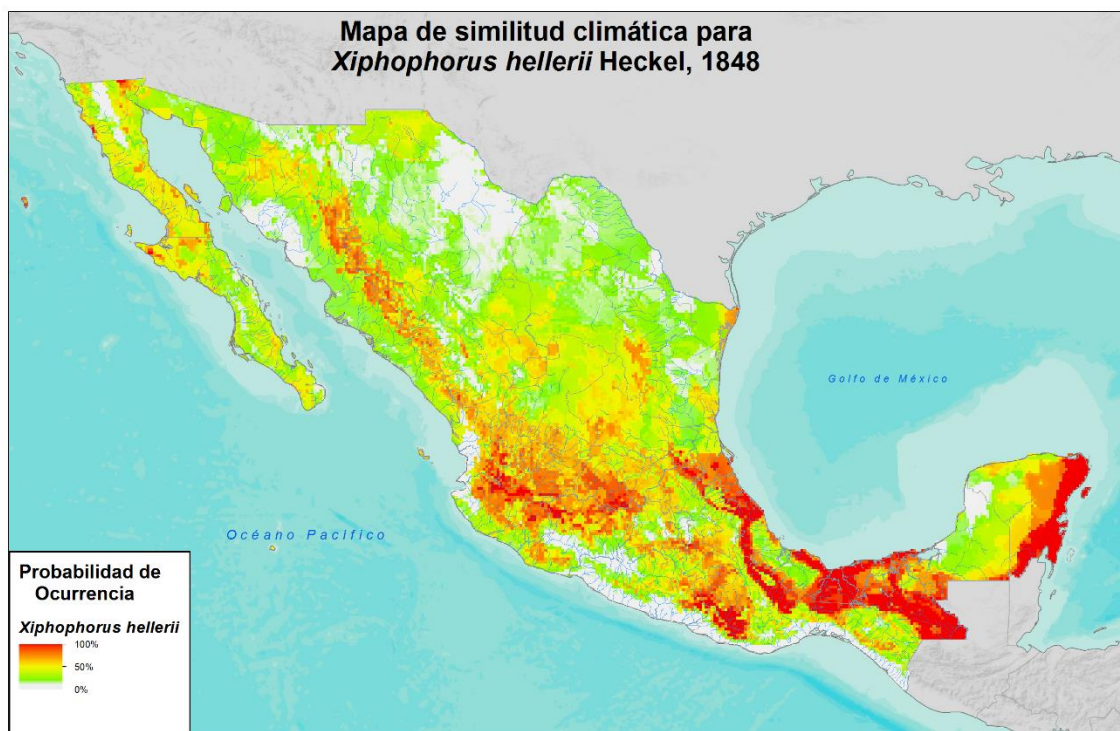 Mapa de similitud climática para
Xiphophorus hellerii Heckel, 1848
Golfo de México
Océano Pacífico
Probabilidad de
Ocurrencia
Xiphophorus hellerii
100%
50%
0%